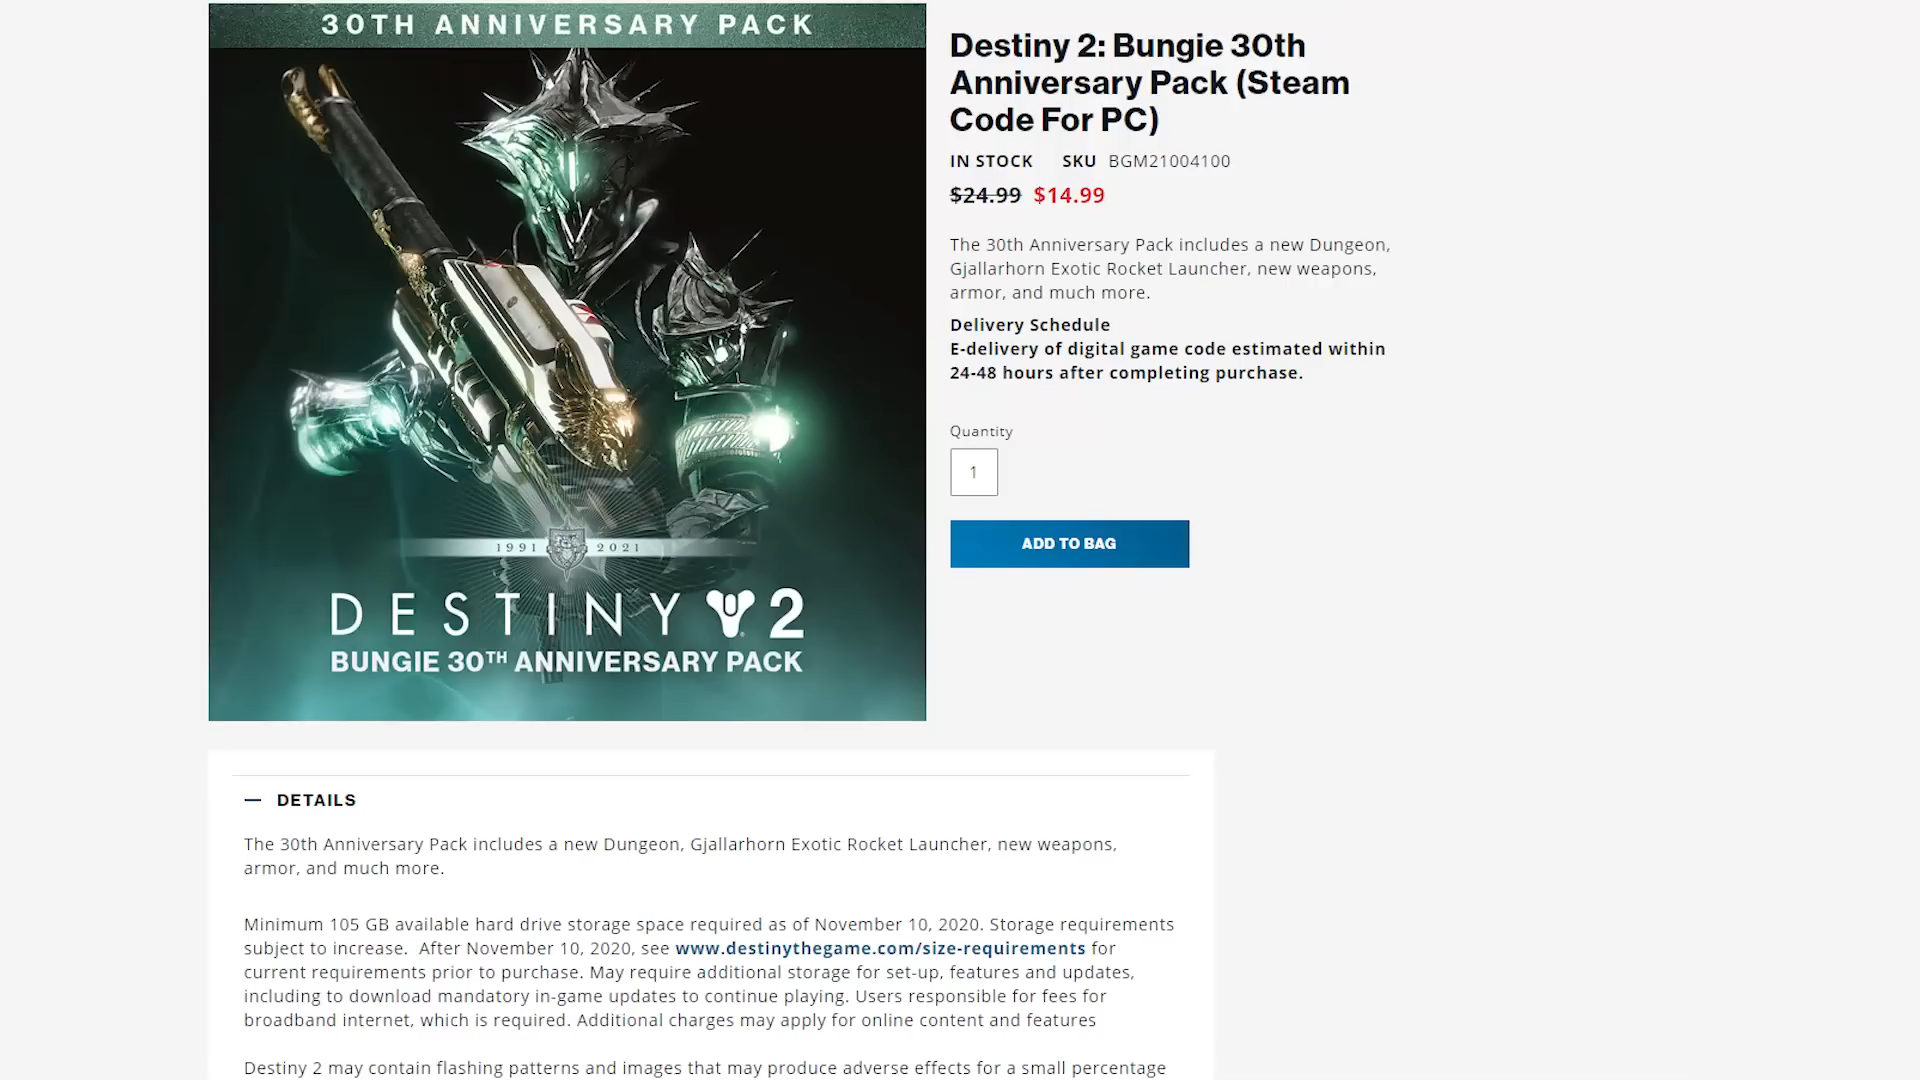 30TH ANNIVERSARY PACK
1991 2021
DESTINY 2
BUNGIE 30TH ANNIVERSARY PACK
Destiny 2: Bungie 30th
Anniversary Pack (Steam
Code For PC)
IN STOCK SKU BGM21004100
$24.99 $14.99
The 30th Anniversary Pack includes a new Dungeon,
Gjallarhorn Exotic Rocket Launcher, new weapons,
armor, and much more.
Delivery Schedule
E-delivery of digital game code estimated within
24-48 hours after completing purchase.
Quantity
1
ADD TO BAG
— DETAILS
The 30th Anniversary Pack includes a new Dungeon, Gjallarhorn Exotic Rocket Launcher, new weapons,
armor, and much more.
Minimum 105 GB available hard drive storage space required as of November 10, 2020. Storage requirements
subject to increase. After November 10, 2020, see www.destinythegame.com/size-requirements for
current requirements prior to purchase. May require additional storage for set-up, features and updates,
including to download mandatory in-game updates to continue playing. Users responsible for fees for
broadband internet, which is required. Additional charges may apply for online content and features
Destiny 2 may contain flashing patterns and images that may produce adverse effects for a small percentage